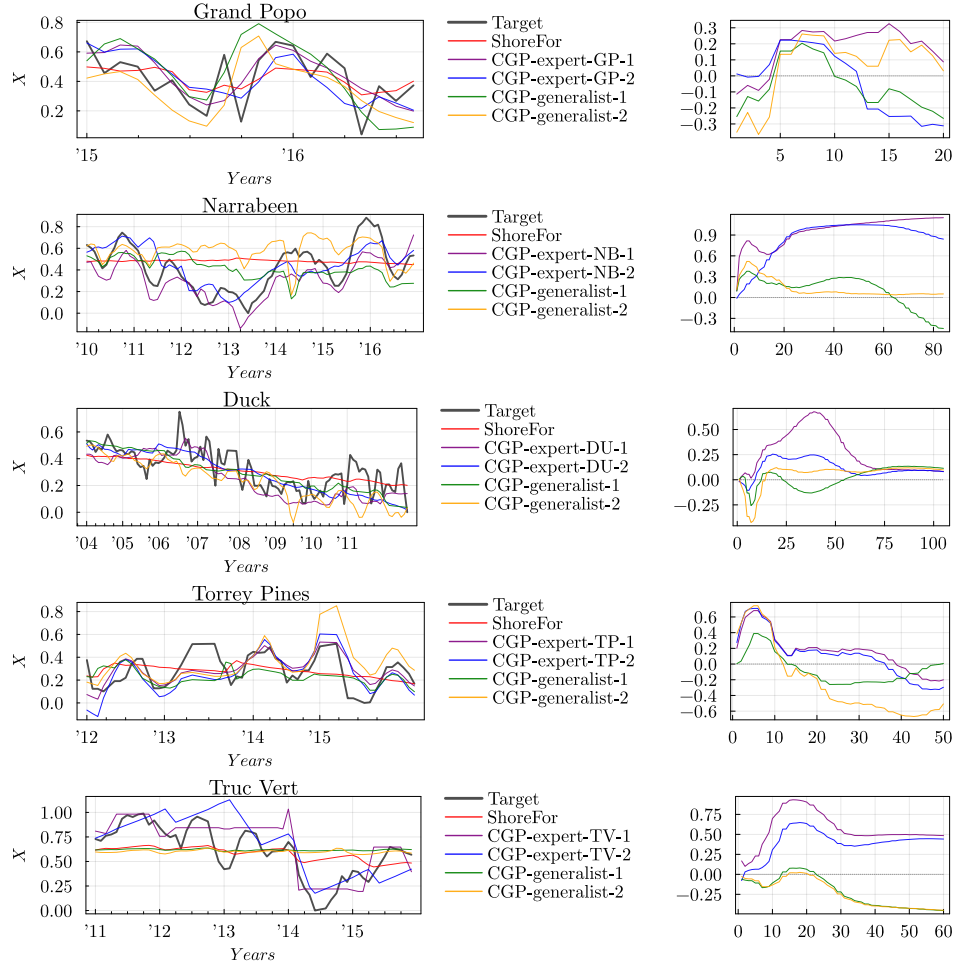 Grand Popo
X
0.8
0.6
0.4
0.2
'15
'16
Years
Target
ShoreFor
CGP-expert-GP-1
CGP-expert-GP-2
CGP-generalist-1
CGP-generalist-2
0.3
0.2
0.1
0.0
−0.1
−0.2
−0.3
5
10
15
20
Narrabeen
X
0.8
0.6
0.4
0.2
0.0
'10
'11
'12
'13
'14
'15
'16
Years
Target
ShoreFor
CGP-expert-NB-1
CGP-expert-NB-2
CGP-generalist-1
CGP-generalist-2
0.9
0.6
0.3
0.0
−0.3
0
20
40
60
80
Duck
X
0.6
0.4
0.2
0.0
'04
'05
'06
'07
'08
'09
'10
'11
Years
Target
ShoreFor
CGP-expert-DU-1
CGP-expert-DU-2
CGP-generalist-1
CGP-generalist-2
0.50
0.25
0.00
−0.25
0
25
50
75
100
Torrey Pines
X
0.8
0.6
0.4
0.2
0.0
'12
'13
'14
'15
Years
Target
ShoreFor
CGP-expert-TP-1
CGP-expert-TP-2
CGP-generalist-1
CGP-generalist-2
0.6
0.4
0.2
0.0
−0.2
−0.4
−0.6
0
10
20
30
40
50
Truc Vert
X
1.00
0.75
0.50
0.25
0.00
'11
'12
'13
'14
'15
Years
Target
ShoreFor
CGP-expert-TV-1
CGP-expert-TV-2
CGP-generalist-1
CGP-generalist-2
0.75
0.50
0.25
0.00
−0.25
0
10
20
30
40
50
60